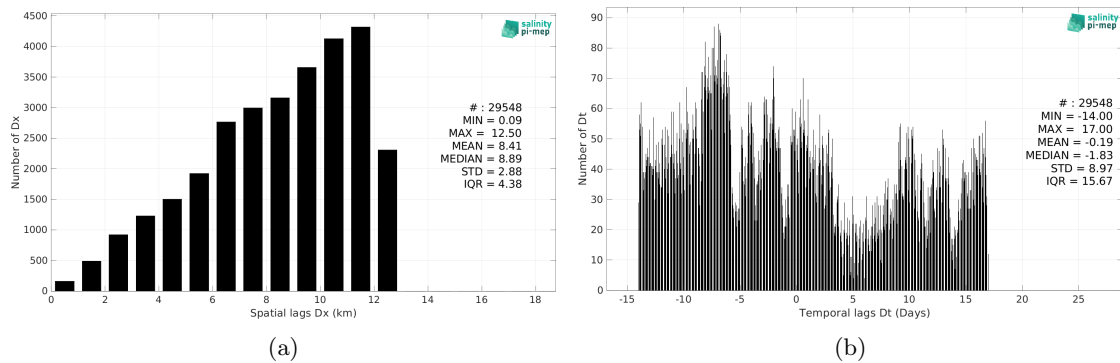 4500
4000
3500
3000
2500
2000
1500
1000
500
0
Number of Dx
salinity
pi-mep
# : 29548
MIN = 0.09
MAX = 12.50
MEAN = 8.41
MEDIAN = 8.89
STD = 2.88
IQR = 4.38
0 2 4 6 8 10 12 14 16 18
Spatial lags Dx (km)
(a)
90
80
70
60
50
40
30
20
10
0
Number of Dt
salinity
pi-mep
# : 29548
MIN = -14.00
MAX = 17.00
MEAN = -0.19
MEDIAN = -1.83
STD = 8.97
IQR = 15.67
-15 -10 -5 0 5 10 15 20 25
Temporal lags Dt (Days)
(b)